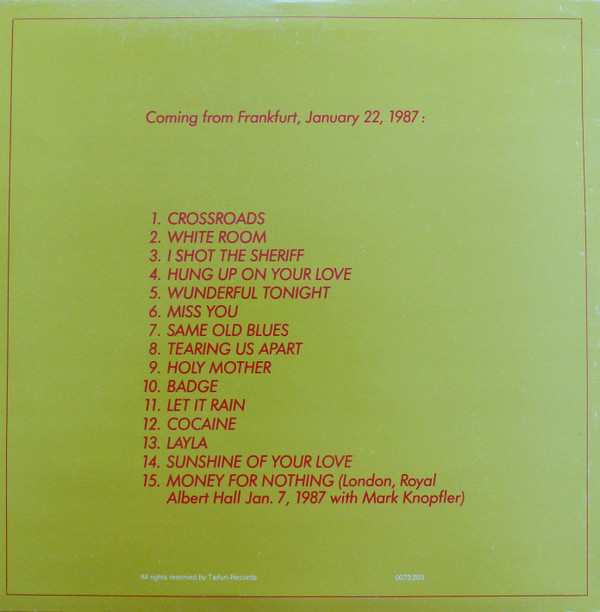 Coming from Frankfurt, January 22, 1987 :
1. CROSSROADS
2. WHITE ROOM
3. I SHOT THE SHERIFF
4. HUNG UP ON YOUR LOVE
5. WUNDERFUL TONIGHT
6. MISS YOU
7. SAME OLD BLUES
8. TEARING US APART
9. HOLY MOTHER
10. BADGE
11. LET IT RAIN
12. COCAINE
13. LAYLA
14. SUNSHINE OF YOUR LOVE
15. MONEY FOR NOTHING (London, Royal
Albert Hall Jan. 7, 1987 with Mark Knopfler)
All rights reserved by Taifun-Records 0073-203